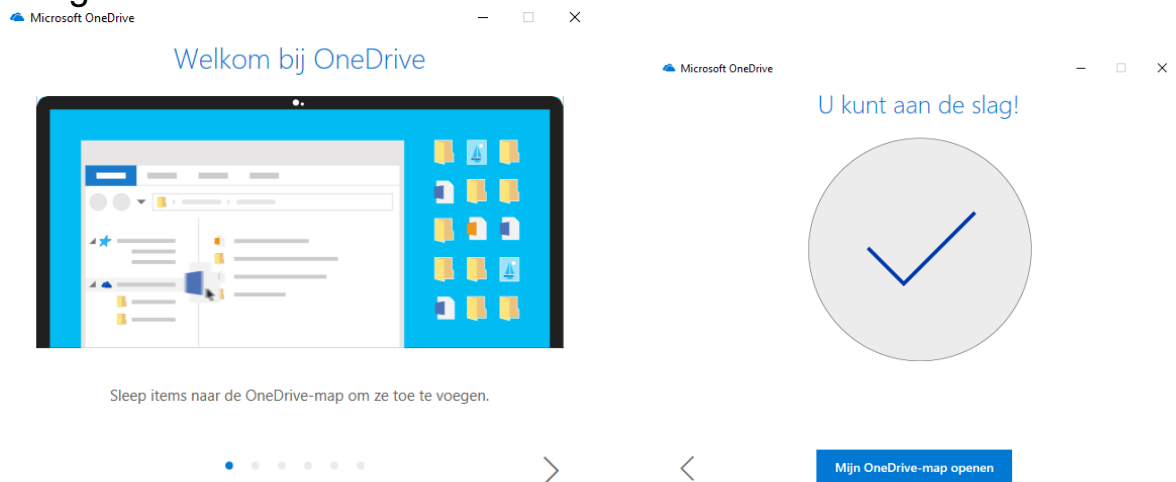 Microsoft OneDrive
Welkom bij OneDrive
Sleep items naar de OneDrive-map om ze toe te voegen.
Microsoft OneDrive
U kunt aan de slag!
Mijn OneDrive-map openen